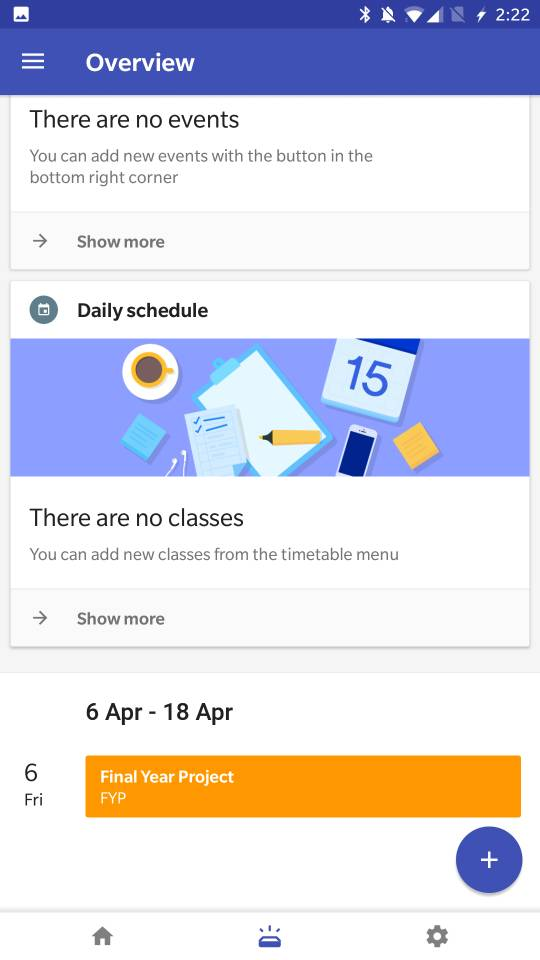 2:22
Overview
There are no events
You can add new events with the button in the
bottom right corner
Show more
Daily schedule
15
There are no classes
You can add new classes from the timetable menu
Show more
6 Apr - 18 Apr
6
Fri
Final Year Project
FYP